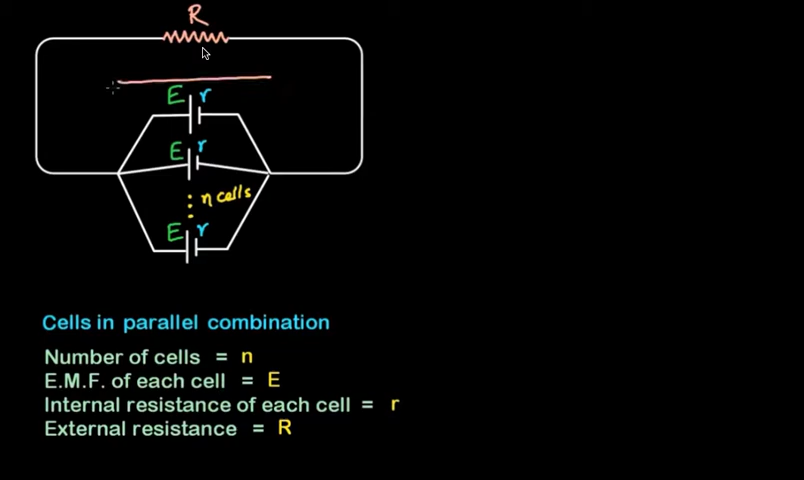 R
E r
E r
n cells
E r
Cells in parallel combination
Number of cells = n
E.M.F. of each cell = E
Internal resistance of each cell = r
External resistance = R